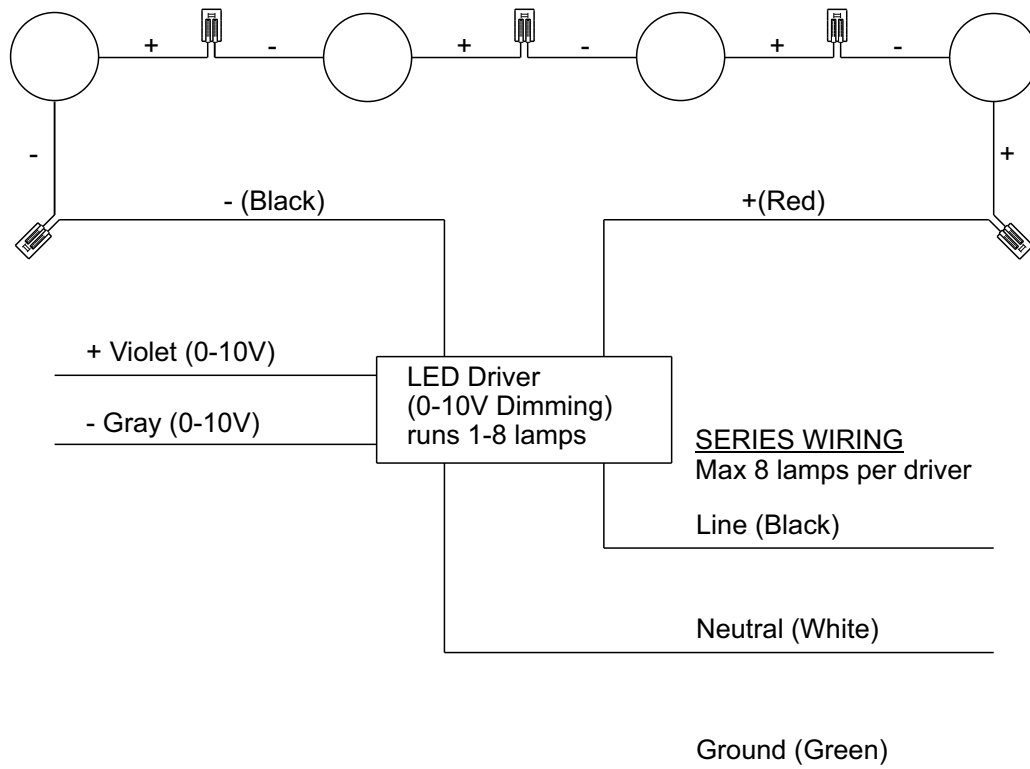 + - + - + -
- +
- (Black) +(Red)
+ Violet (0-10V)
LED Driver
(0-10V Dimming)
runs 1-8 lamps
- Gray (0-10V)
SERIES WIRING
Max 8 lamps per driver
Line (Black)
Neutral (White)
Ground (Green)